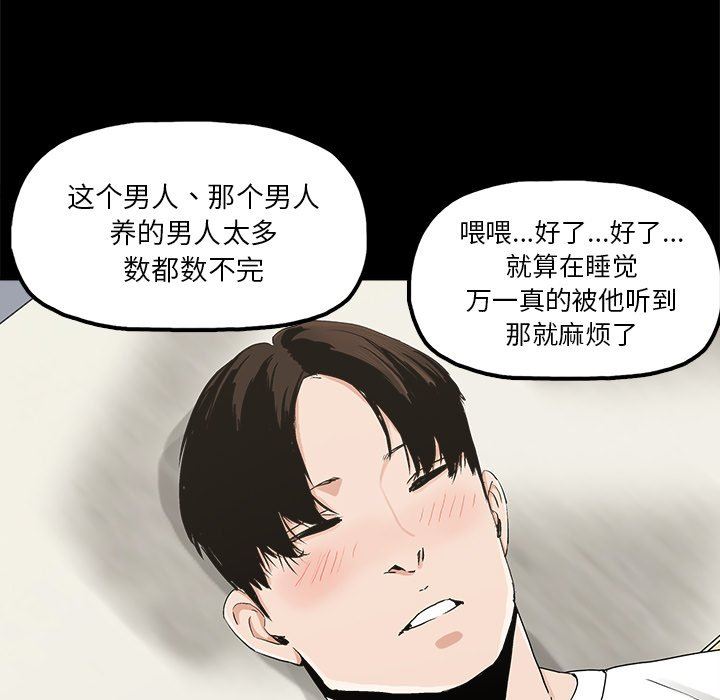 这个男人、那个男人
养的男人太多
数都数不完
喂喂...好了...好了...
就算在睡觉
万一真的被他听到
那就麻烦了